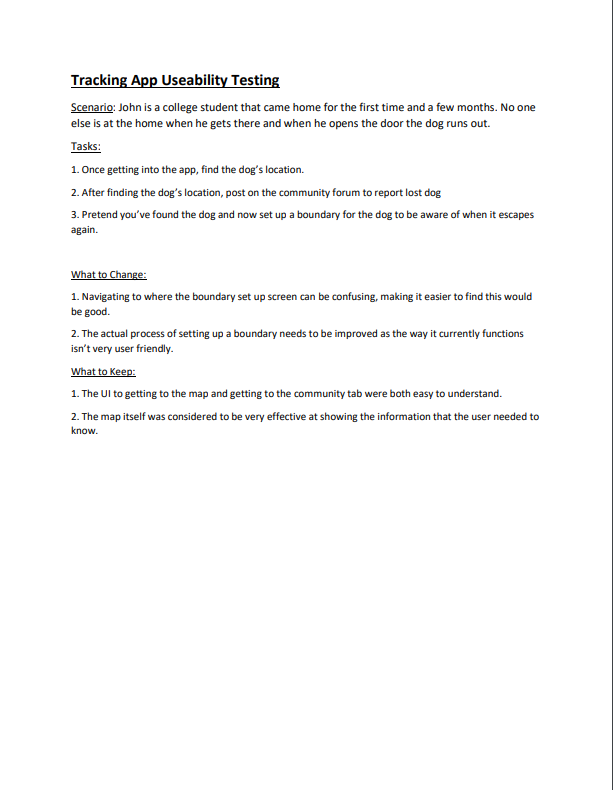 Tracking App Useability Testing
Scenario: John is a college student that came home for the first time and a few months. No one
else is at the home when he gets there and when he opens the door the dog runs out.
Tasks:
1. Once getting into the app, find the dog’s location.
2. After finding the dog’s location, post on the community forum to report lost dog
3. Pretend you’ve found the dog and now set up a boundary for the dog to be aware of when it escapes
again.
What to Change:
1. Navigating to where the boundary set up screen can be confusing, making it easier to find this would
be good.
2. The actual process of setting up a boundary needs to be improved as the way it currently functions
isn’t very user friendly.
What to Keep:
1. The UI to getting to the map and getting to the community tab were both easy to understand.
2. The map itself was considered to be very effective at showing the information that the user needed to
know.